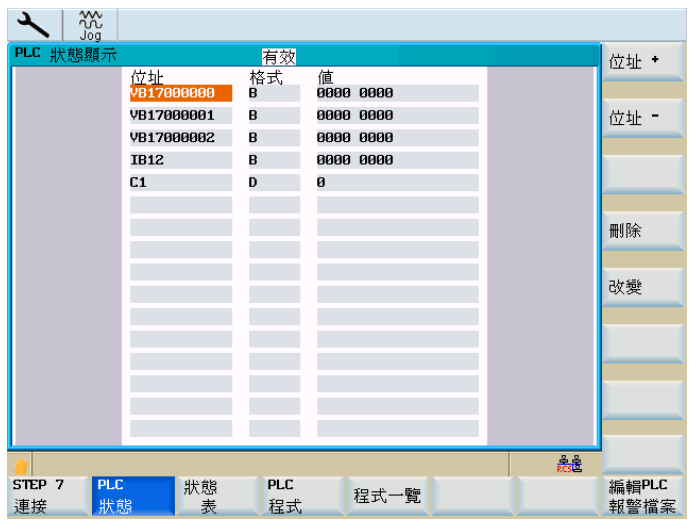 Jog
PLC 狀態顯示
有效
位址 格式 值
VB17000000 B 0000 0000
VB17000001 B 0000 0000
VB17000002 B 0000 0000
IB12 B 0000 0000
C1 D 0
位址 +
位址 -
刪除
改變
RCS
STEP 7
連接
PLC
狀態
狀態
表
PLC
程式
程式一覽
編輯PLC
報警檔案